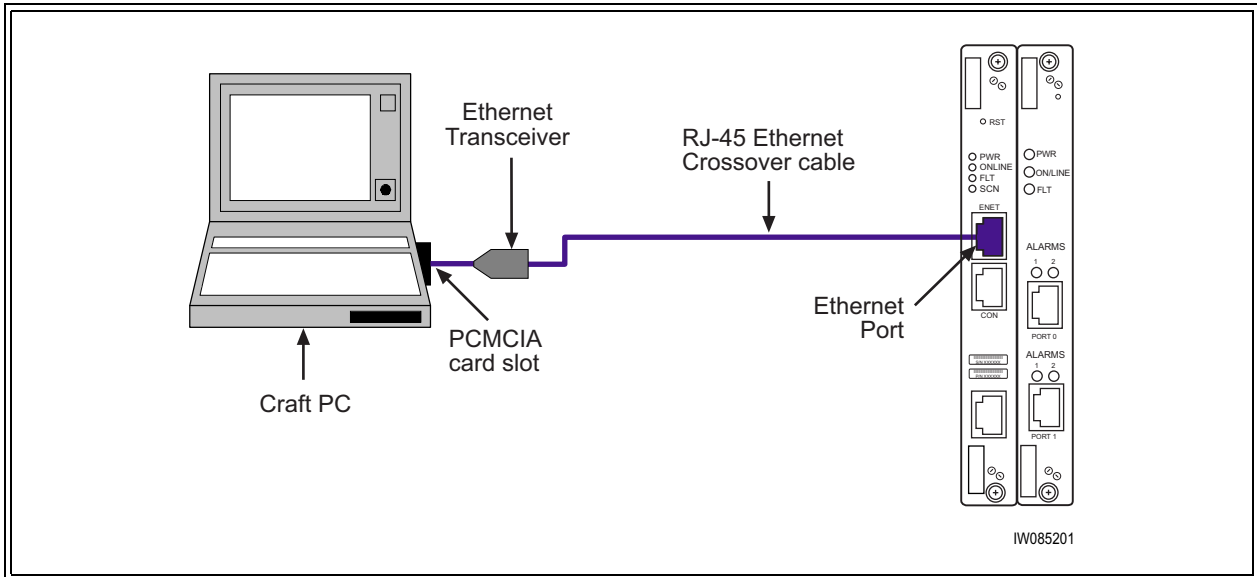 Ethernet
Transceiver
RJ-45 Ethernet
Crossover cable
PCMCIA
card slot
Craft PC
Ethernet
Port
RST
PWR
ONLINE
FLT
SCN
ENET
CON
PWR
ON/LINE
FLT
ALARMS
1 2
PORT 0
ALARMS
1 2
PORT 1
IW085201